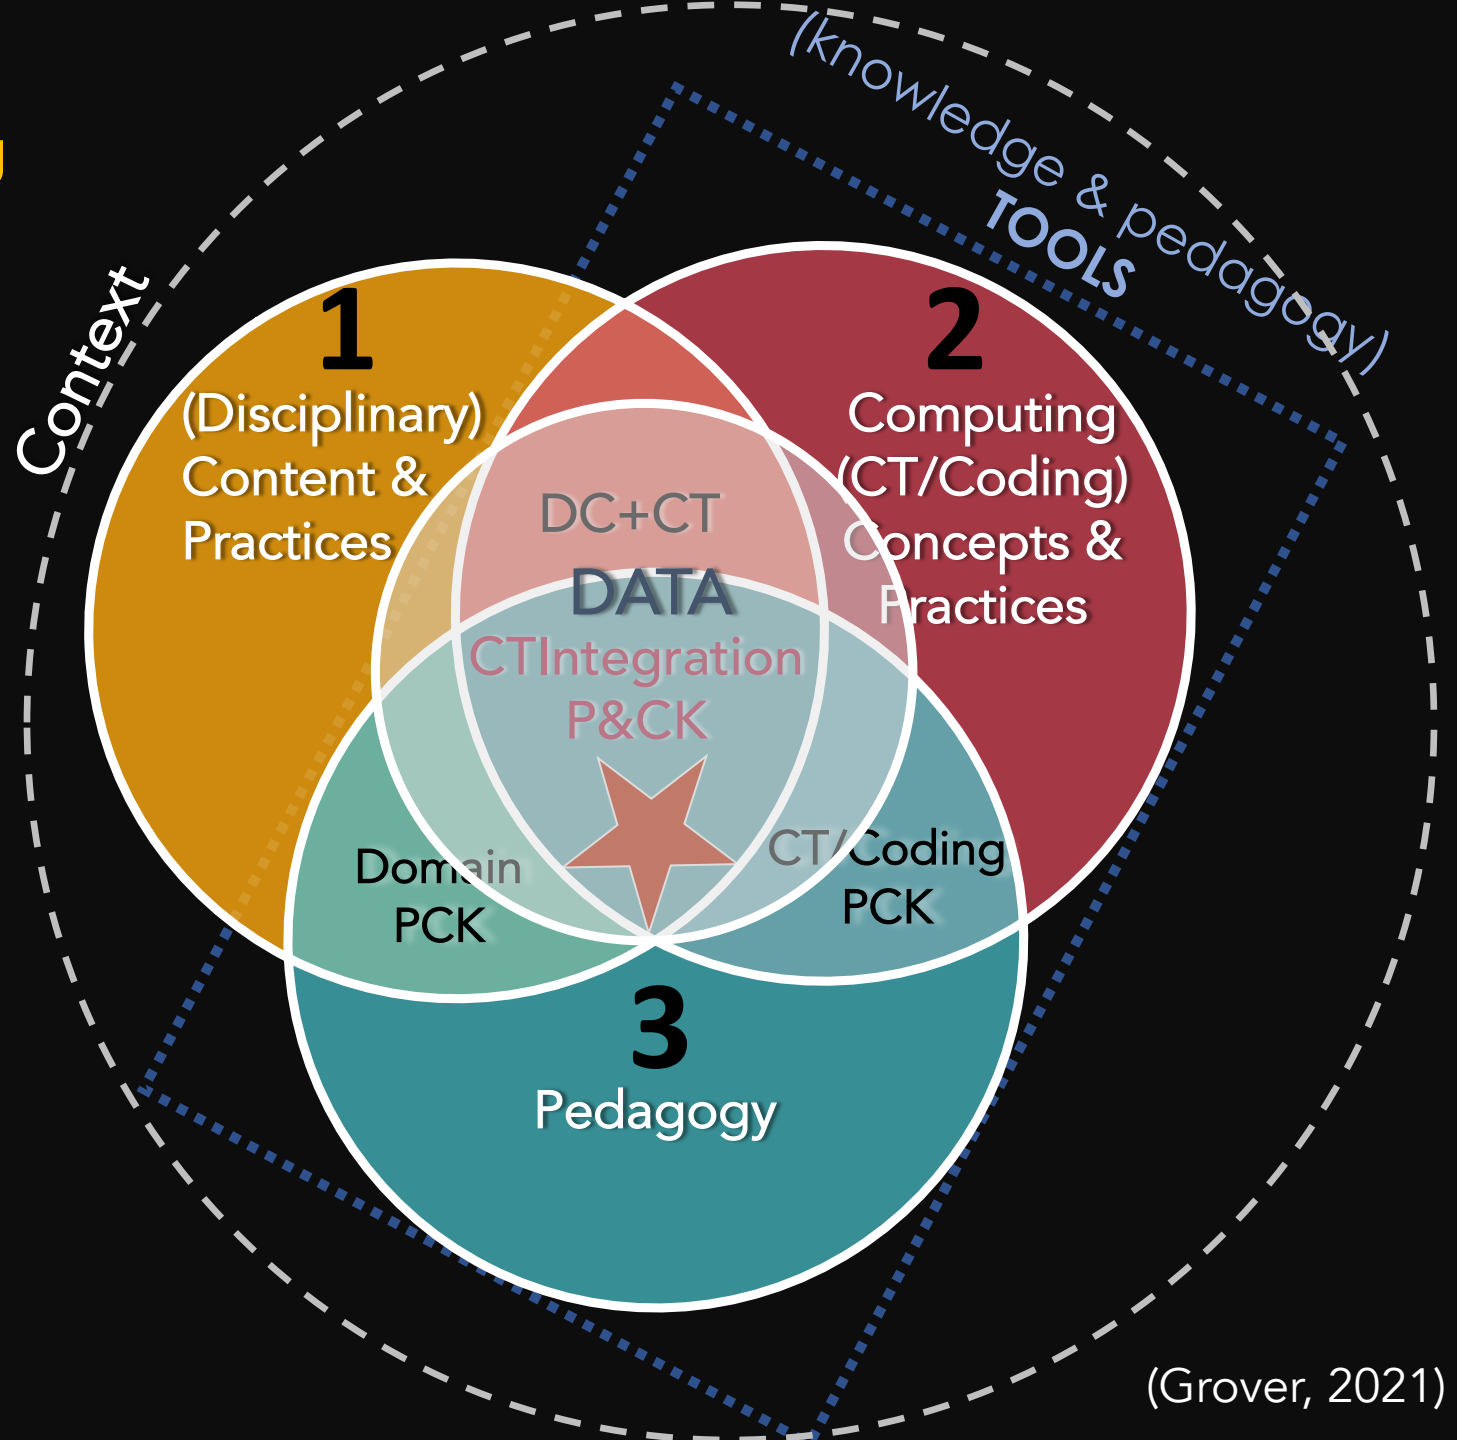 (knowledge & pedagogy)
TOOLS
Context
1
(Disciplinary)
Content &
Practices
2
Computing
(CT/Coding)
Concepts &
Practices
DC+CT
DATA
CTIntegration
P&CK
Domain
PCK
CT/Coding
PCK
3
Pedagogy
(Grover, 2021)